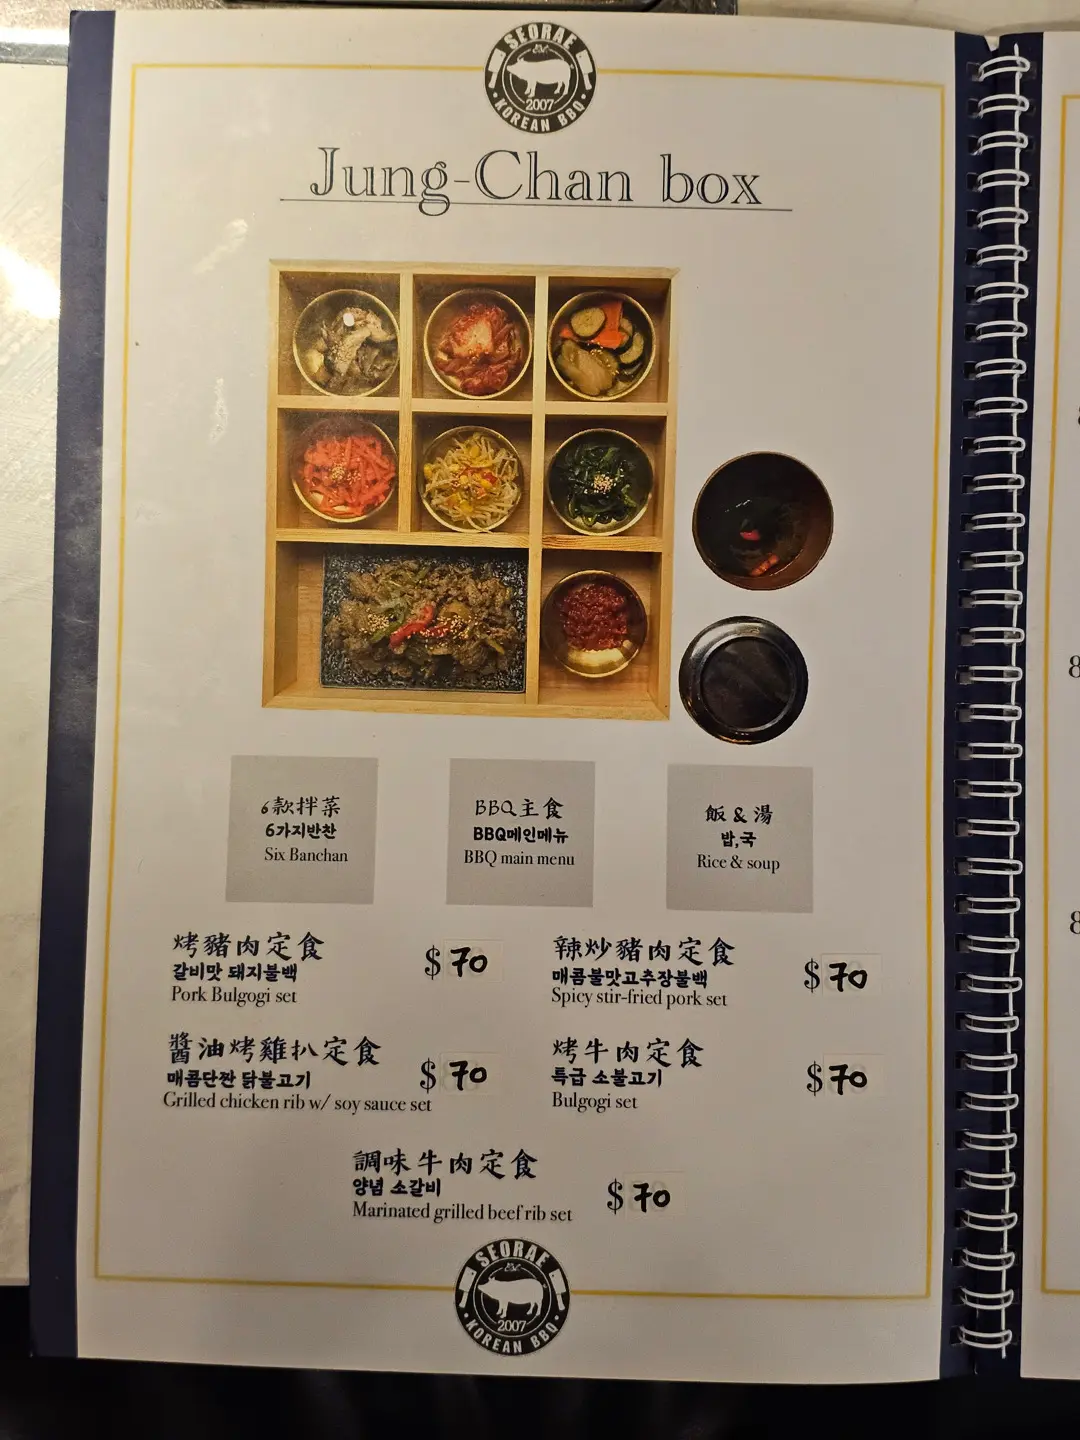 SEORAE
Est.
2007
KOREAN BBQ
Jung-Chan box
6款拌菜
6가지반찬
Six Banchan
BBQ主食
BBQ메인메뉴
BBQ main menu
飯 & 湯
밥,국
Rice & soup
烤豬肉定食
갈비맛 돼지불백
Pork Bulgogi set
$70
辣炒豬肉定食
매콤불맛고추장불백
Spicy stir-fried pork set
$70
醬油烤雞扒定食
매콤단짠 닭불고기
Grilled chicken rib w/ soy sauce set
$70
烤牛肉定食
특급 소불고기
Bulgogi set
$70
調味牛肉定食
양념 소갈비
Marinated grilled beef rib set
$70
SEORAE
Est.
2007
KOREAN BBQ